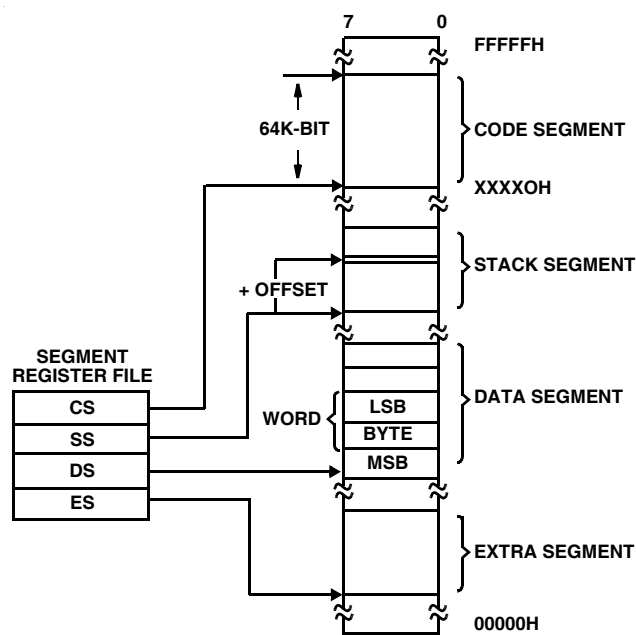 7 0
FFFFFH
64K-BIT
CODE SEGMENT
XXXXOH
STACK SEGMENT
+ OFFSET
SEGMENT
REGISTER FILE
CS
SS
DS
ES
WORD
LSB
BYTE
MSB
DATA SEGMENT
EXTRA SEGMENT
00000H